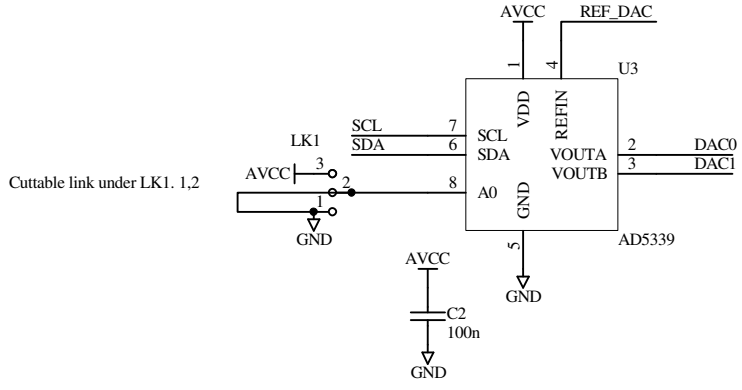 AVCC
REF_DAC
1
4
U3
VDD
REFIN
SCL
7
SCL
SDA
6
SDA
VOUTA
2
DAC0
VOUTB
3
DAC1
LK1
AVCC
3
2
8
A0
Cuttable link under LK1. 1,2
1
GND
GND
5
AD5339
GND
AVCC
C2
100n
GND